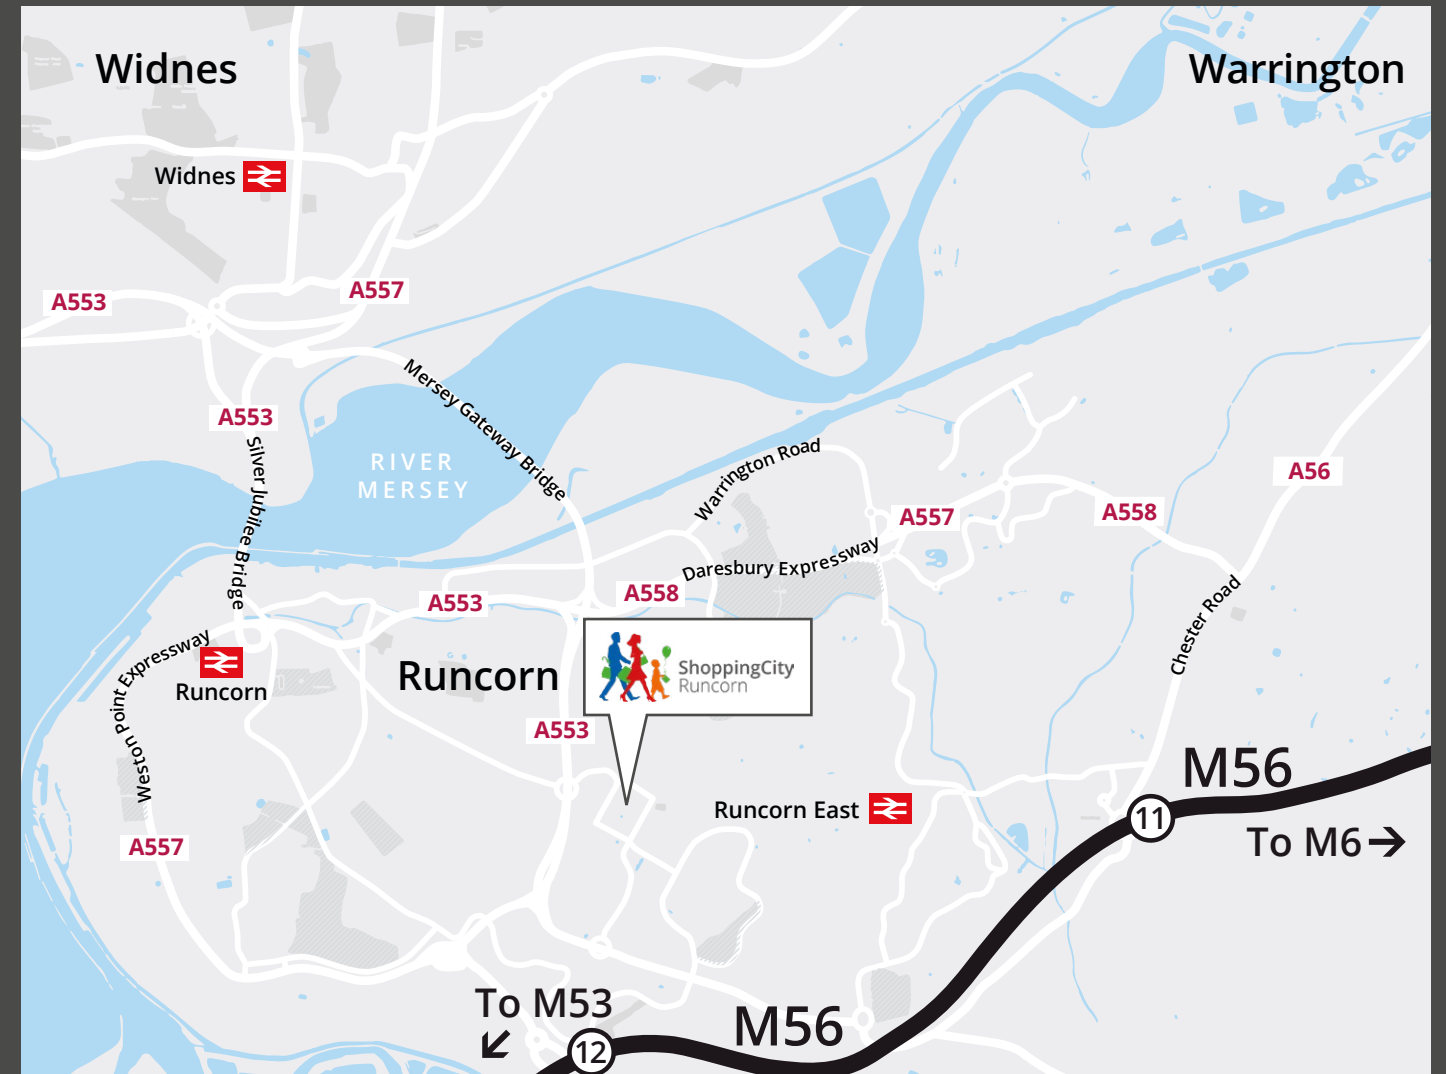 Widnes
Warrington
Widnes
A553
A557
Mersey Gateway Bridge
A553
Silver Jubilee Bridge
RIVER
MERSEY
Warrington Road
A56
A557
A558
Daresbury Expressway
A558
A553
Chester Road
Weston Point Expressway
Runcorn
Runcorn
ShoppingCity
Runcorn
A553
M56
Runcorn East
11
To M6
A557
To M53
M56
12